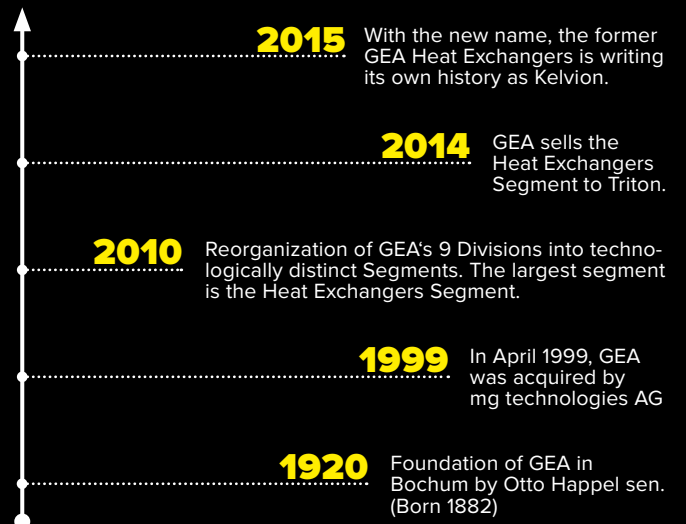 2015
With the new name, the former
GEA Heat Exchangers is writing
its own history as Kelvion.
2014
GEA sells the
Heat Exchangers
Segment to Triton.
2010
Reorganization of GEA‘s 9 Divisions into techno-
logically distinct Segments. The largest segment
is the Heat Exchangers Segment.
1999
In April 1999, GEA
was acquired by
mg technologies AG
1920
Foundation of GEA in
Bochum by Otto Happel sen.
(Born 1882)